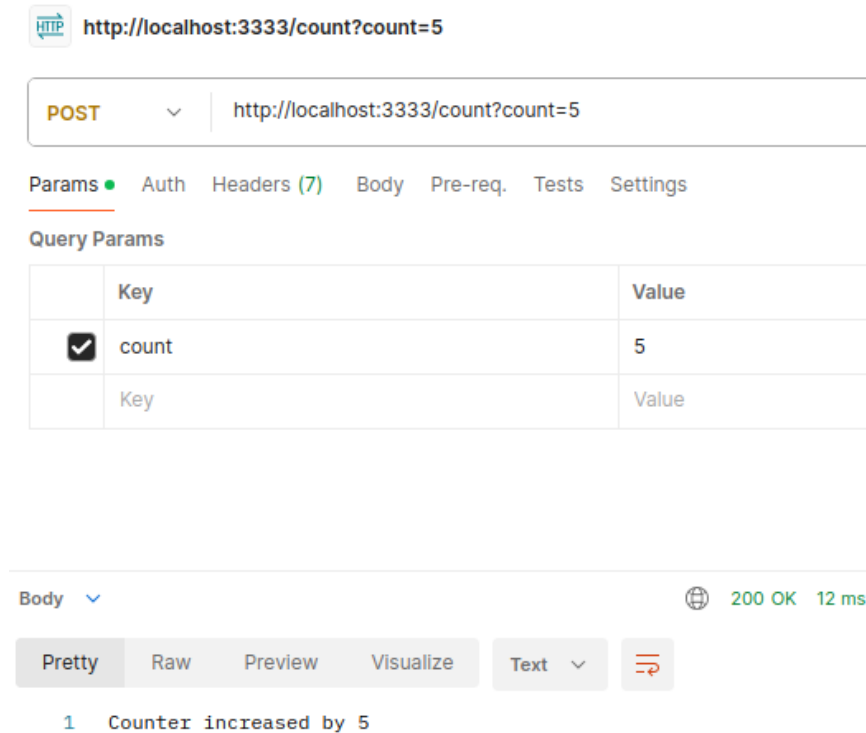 HTTP http://localhost:3333/count?count=5
POST http://localhost:3333/count?count=5
Params Auth Headers (7) Body Pre-req. Tests Settings
Query Params
Key Value
count 5
Key Value
Body 200 OK 12 ms
Pretty Raw Preview Visualize Text
1 Counter increased by 5